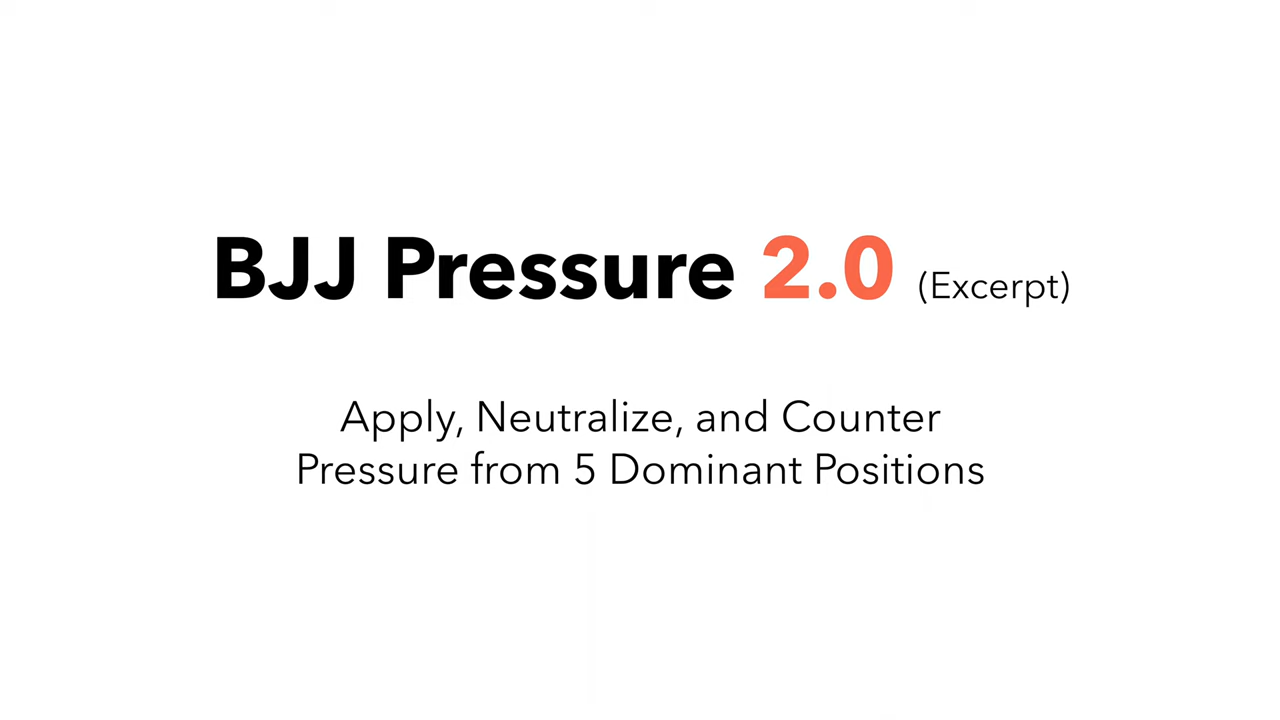 BJJ Pressure 2.0 (Excerpt)
Apply, Neutralize, and Counter
Pressure from 5 Dominant Positions